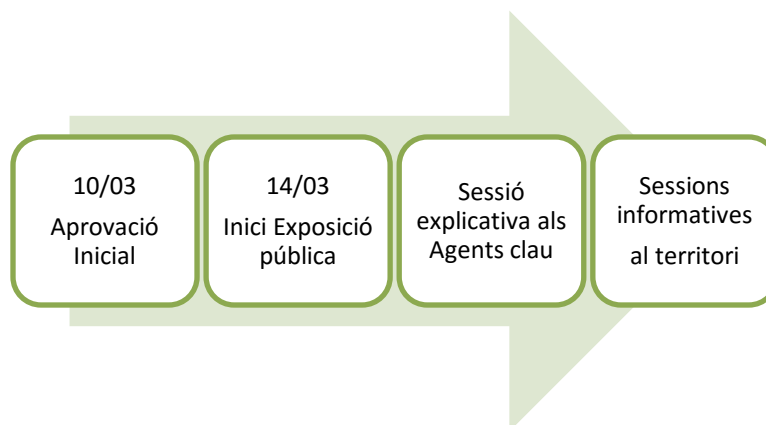 10/03
Aprovació
Inicial
14/03
Inici Exposició
pública
Sessió
explicativa als
Agents clau
Sessions
informatives
al territori